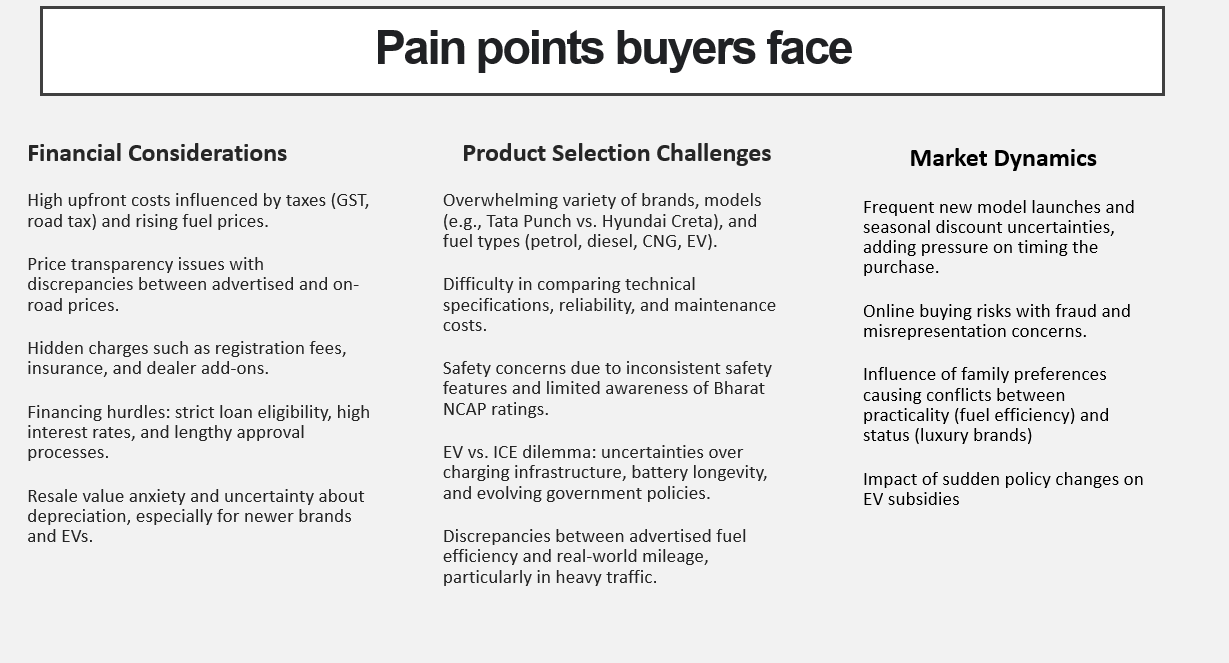 Pain points buyers face
Financial Considerations
High upfront costs influenced by taxes (GST,
road tax) and rising fuel prices.
Price transparency issues with
discrepancies between advertised and on-
road prices.
Hidden charges such as registration fees,
insurance, and dealer add-ons.
Financing hurdles: strict loan eligibility, high
interest rates, and lengthy approval
processes.
Resale value anxiety and uncertainty about
depreciation, especially for newer brands
and EVs.
Product Selection Challenges
Overwhelming variety of brands, models
(e.g., Tata Punch vs. Hyundai Creta), and
fuel types (petrol, diesel, CNG, EV).
Difficulty in comparing technical
specifications, reliability, and maintenance
costs.
Safety concerns due to inconsistent safety
features and limited awareness of Bharat
NCAP ratings.
EV vs. ICE dilemma: uncertainties over
charging infrastructure, battery longevity,
and evolving government policies.
Discrepancies between advertised fuel
efficiency and real-world mileage,
particularly in heavy traffic.
Market Dynamics
Frequent new model launches and
seasonal discount uncertainties,
adding pressure on timing the
purchase.
Online buying risks with fraud and
misrepresentation concerns.
Influence of family preferences
causing conflicts between
practicality (fuel efficiency) and
status (luxury brands)
Impact of sudden policy changes on
EV subsidies